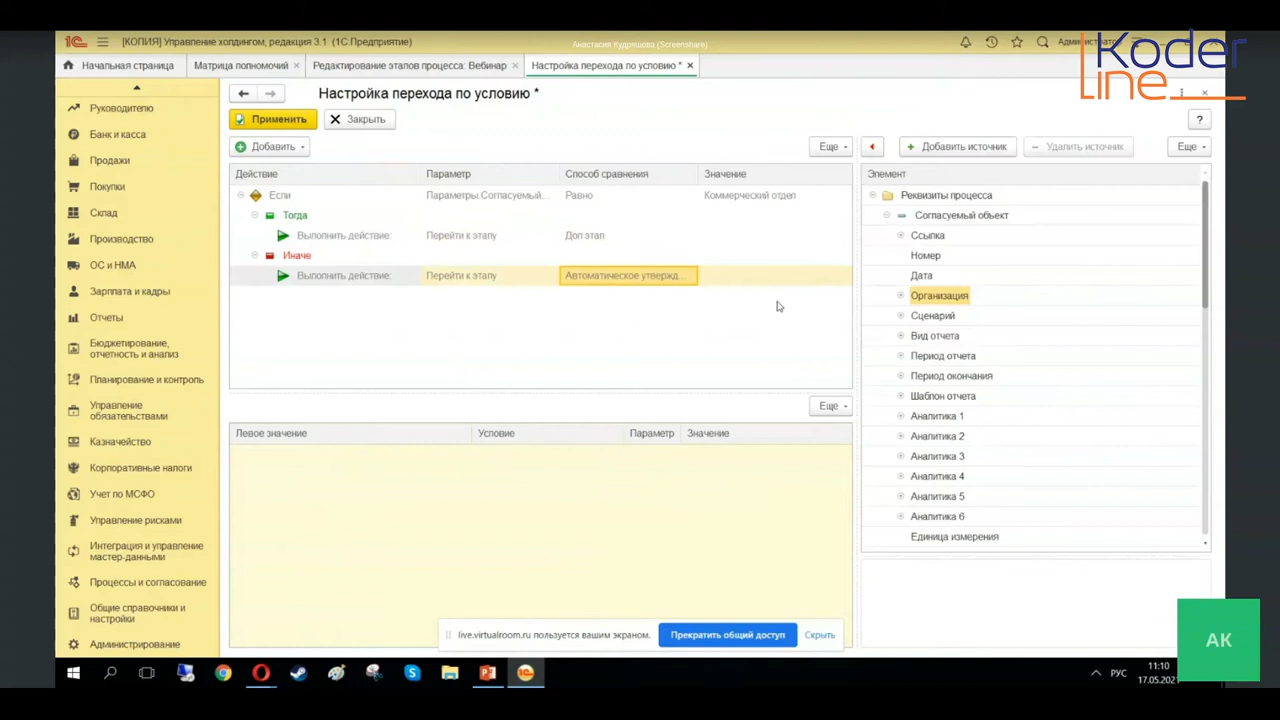 [КОПИЯ] Управление холдингом, редакция 3.1 (1С:Предприятие)
Анастасия Кудряшова (Screenshare)
Koder
line
Начальная страница
Матрица полномочий ×
Редактирование этапов процесса: Вебинар ×
Настройка перехода по условию * ×
Руководителю
Банк и касса
Продажи
Покупки
Склад
Производство
ОС и НМА
Зарплата и кадры
Отчеты
Бюджетирование,
отчетность и анализ
Планирование и контроль
Управление
обязательствами
Казначейство
Корпоративные налоги
Учет по МСФО
Управление рисками
Интеграция и управление
мастер-данными
Процессы и согласование
Общие справочники и
настройки
Администрирование
Настройка перехода по условию *
Применить
Закрыть
?
Добавить
Еще
Добавить источник
Удалить источник
Еще
Действие Параметр Способ сравнения Значение
Если Параметры.Согласуемый... Равно Коммерческий отдел
Тогда
Выполнить действие: Перейти к этапу Доп этап
Иначе
Выполнить действие: Перейти к этапу Автоматическое утвержд...
Еще
Левое значение Условие Параметр Значение
Элемент
Реквизиты процесса
Согласуемый объект
Ссылка
Номер
Дата
Организация
Сценарий
Вид отчета
Период отчета
Период окончания
Шаблон отчета
Аналитика 1
Аналитика 2
Аналитика 3
Аналитика 4
Аналитика 5
Аналитика 6
Единица измерения
live.virtualroom.ru пользуется вашим экраном.
Прекратить общий доступ
Скрыть
АК
РУС
11:10
17.05.202